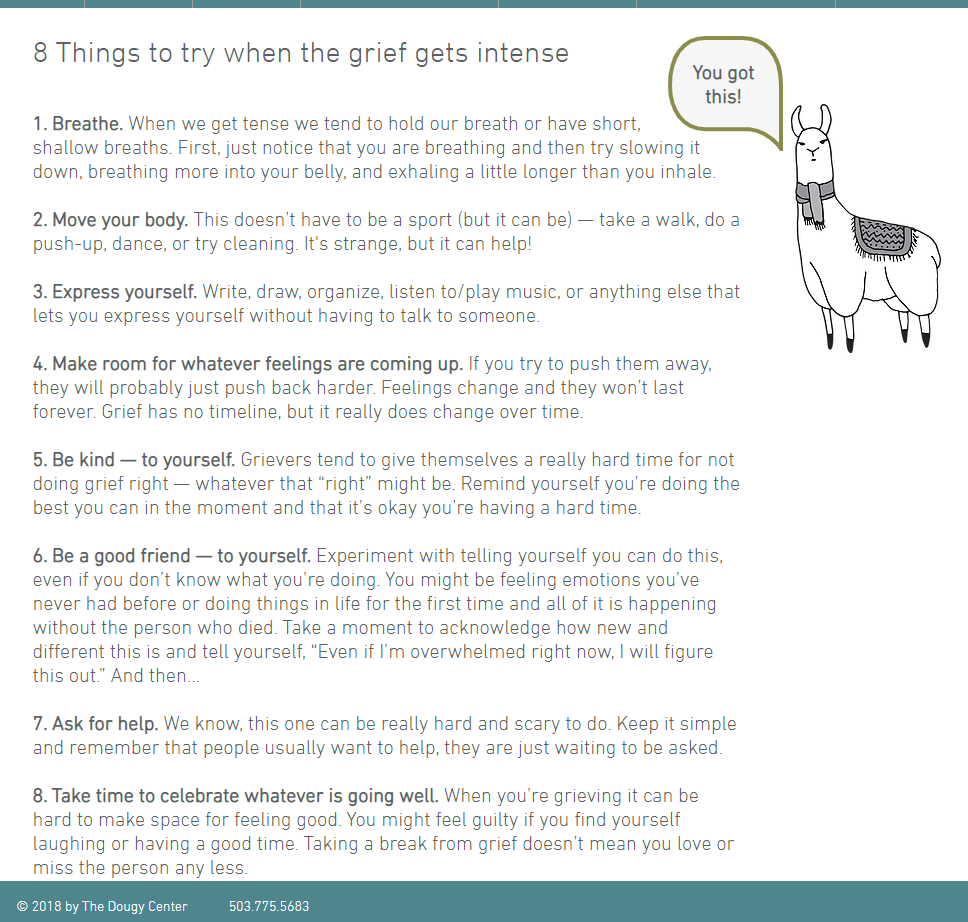 8 Things to try when the grief gets intense
You got
this!
1. Breathe. When we get tense we tend to hold our breath or have short,
shallow breaths. First, just notice that you are breathing and then try slowing it
down, breathing more into your belly, and exhaling a little longer than you inhale.
2. Move your body. This doesn't have to be a sport (but it can be) — take a walk, do a
push-up, dance, or try cleaning. It's strange, but it can help!
3. Express yourself. Write, draw, organize, listen to/play music, or anything else that
lets you express yourself without having to talk to someone.
4. Make room for whatever feelings are coming up. If you try to push them away,
they will probably just push back harder. Feelings change and they won't last
forever. Grief has no timeline, but it really does change over time.
5. Be kind — to yourself. Grievers tend to give themselves a really hard time for not
doing grief right — whatever that “right” might be. Remind yourself you're doing the
best you can in the moment and that it's okay you're having a hard time.
6. Be a good friend — to yourself. Experiment with telling yourself you can do this,
even if you don't know what you're doing. You might be feeling emotions you've
never had before or doing things in life for the first time and all of it is happening
without the person who died. Take a moment to acknowledge how new and
different this is and tell yourself, “Even if I'm overwhelmed right now, I will figure
this out.” And then...
7. Ask for help. We know, this one can be really hard and scary to do. Keep it simple
and remember that people usually want to help, they are just waiting to be asked.
8. Take time to celebrate whatever is going well. When you're grieving it can be
hard to make space for feeling good. You might feel guilty if you find yourself
laughing or having a good time. Taking a break from grief doesn't mean you love or
miss the person any less.
© 2018 by The Dougy Center 503.775.5683